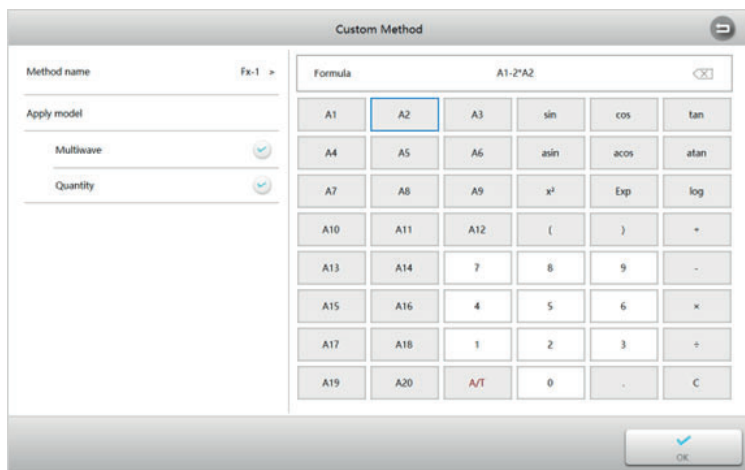 Custom Method
Method name Fx-1 >
Formula A1-2*A2
Apply model
Multiwave
Quantity
A1 A2 A3 sin cos tan
A4 A5 A6 asin acos atan
A7 A8 A9 x² Exp log
A10 A11 A12 ( ) +
A13 A14 7 8 9 -
A15 A16 4 5 6 ×
A17 A18 1 2 3 ÷
A19 A20 A/T 0 . C
OK